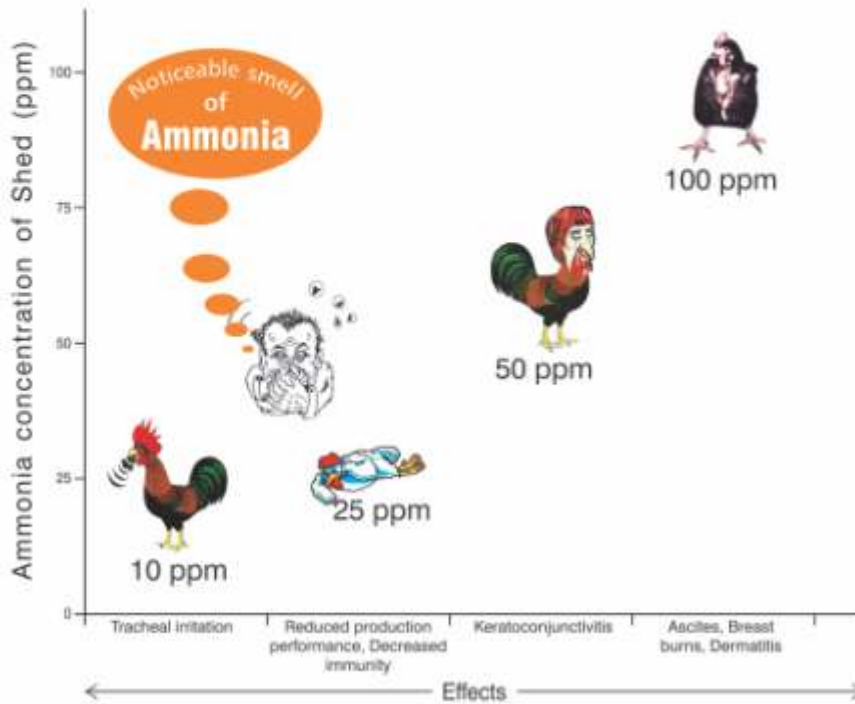 Ammonia concentration of Shed (ppm)
100
75
50
25
0
Noticeable smell
of
Ammonia
10 ppm
25 ppm
50 ppm
100 ppm
Tracheal irritation
Reduced production
performance, Decreased
immunity
Keratoconjunctivitis
Ascites, Breast
burns, Dermatitis
Effects